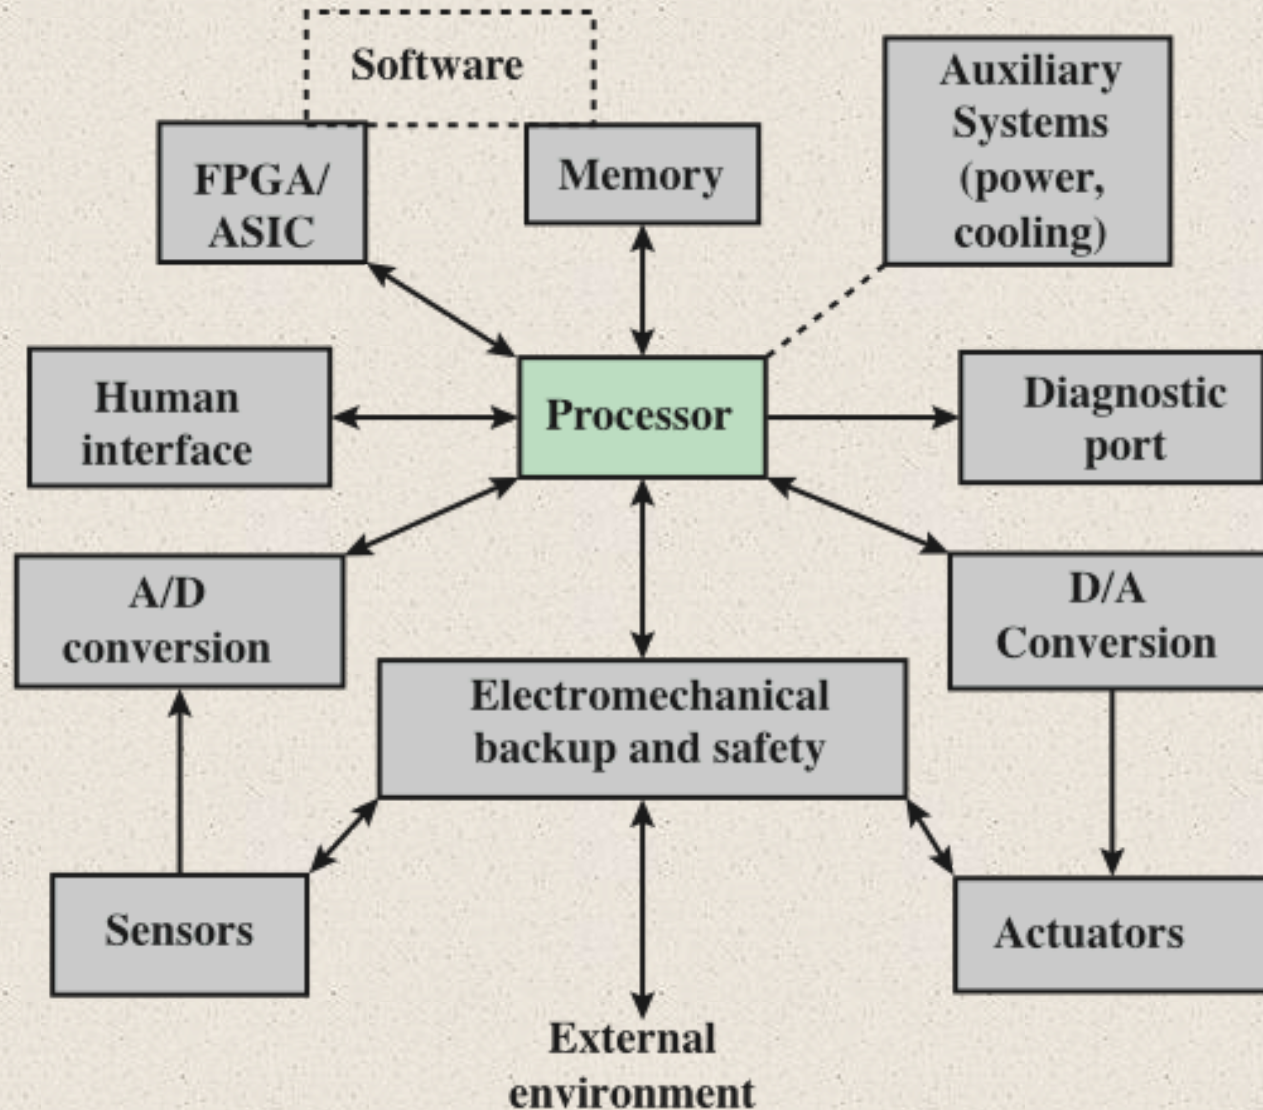 Software
Auxiliary
Systems
(power,
cooling)
FPGA/
ASIC
Memory
Human
interface
Processor
Diagnostic
port
A/D
conversion
D/A
Conversion
Electromechanical
backup and safety
Sensors
Actuators
External
environment